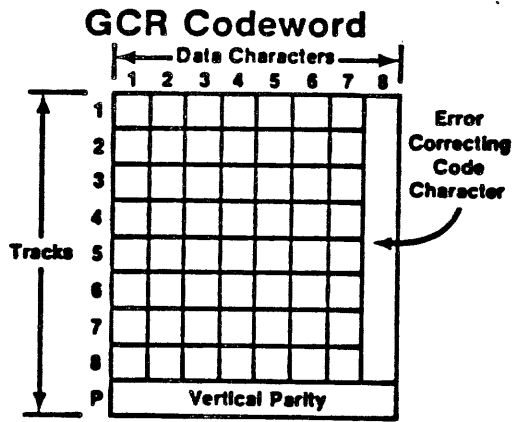 GCR Codeword
Data Characters
1 2 3 4 5 6 7 8
1
2
3
4
5
6
7
8
P
Tracks
Vertical Parity
Error
Correcting
Code
Character